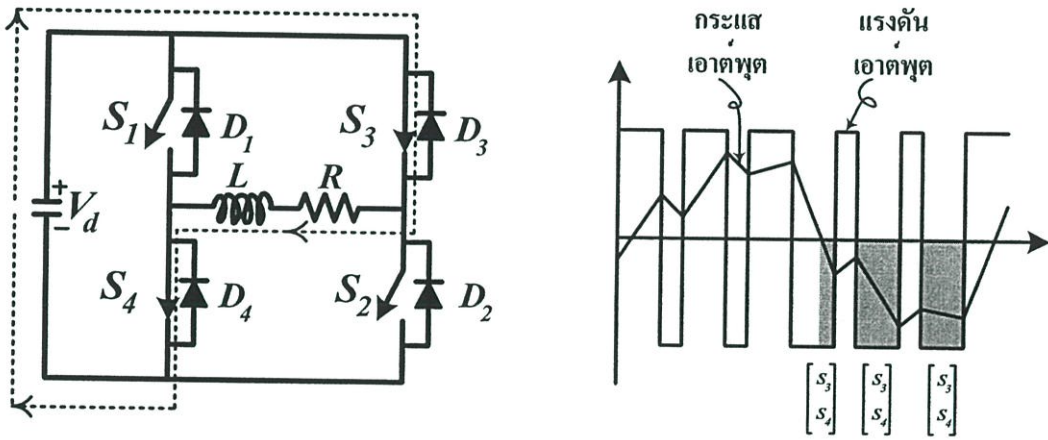 S1
D1
S3
D3
L
R
+
Vd
−
S4
D4
S2
D2
กระแส
เอาต์พุต
แรงดัน
เอาต์พุต
S3
S4
S3
S4
S3
S4